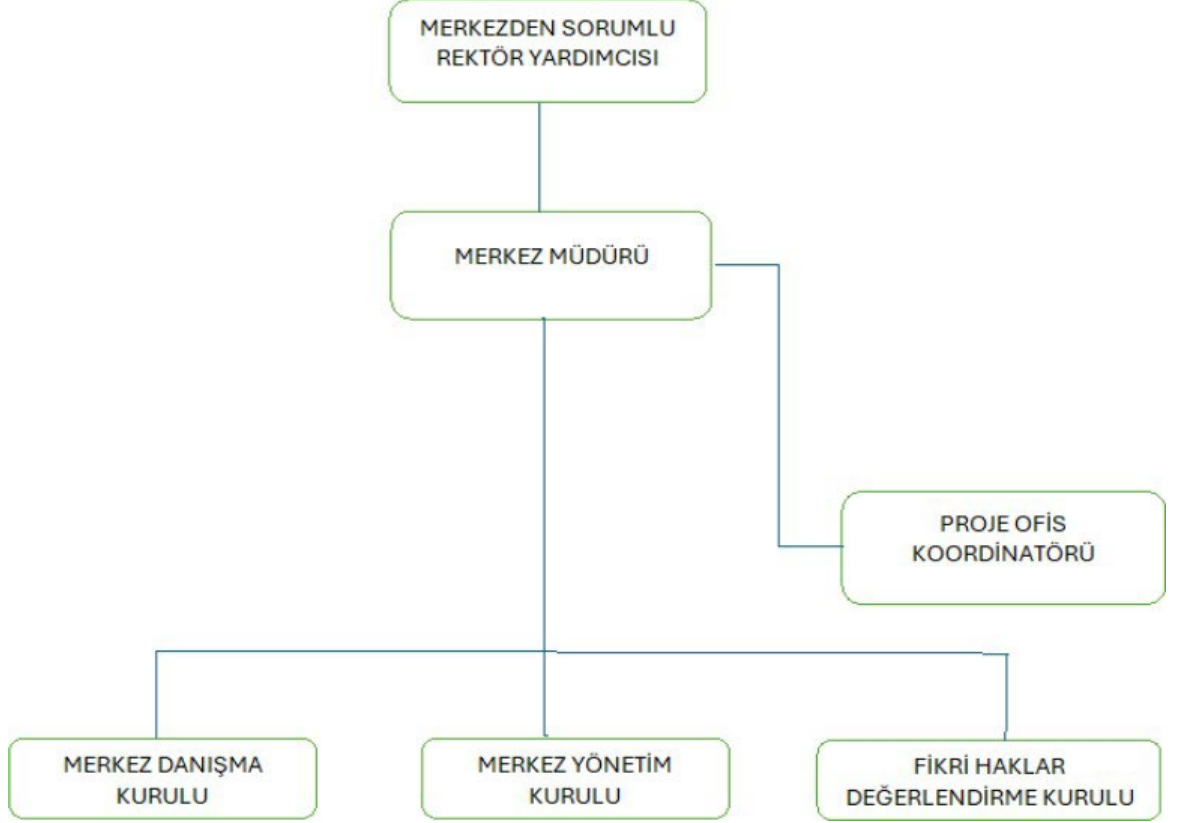 MERKEZDEN SORUMLU
REKTÖR YARDIMCISI
MERKEZ MÜDÜRÜ
PROJE OFİS
KOORDİNATÖRÜ
MERKEZ DANIŞMA
KURULU
MERKEZ YÖNETİM
KURULU
FİKRİ HAKLAR
DEĞERLENDİRME KURULU